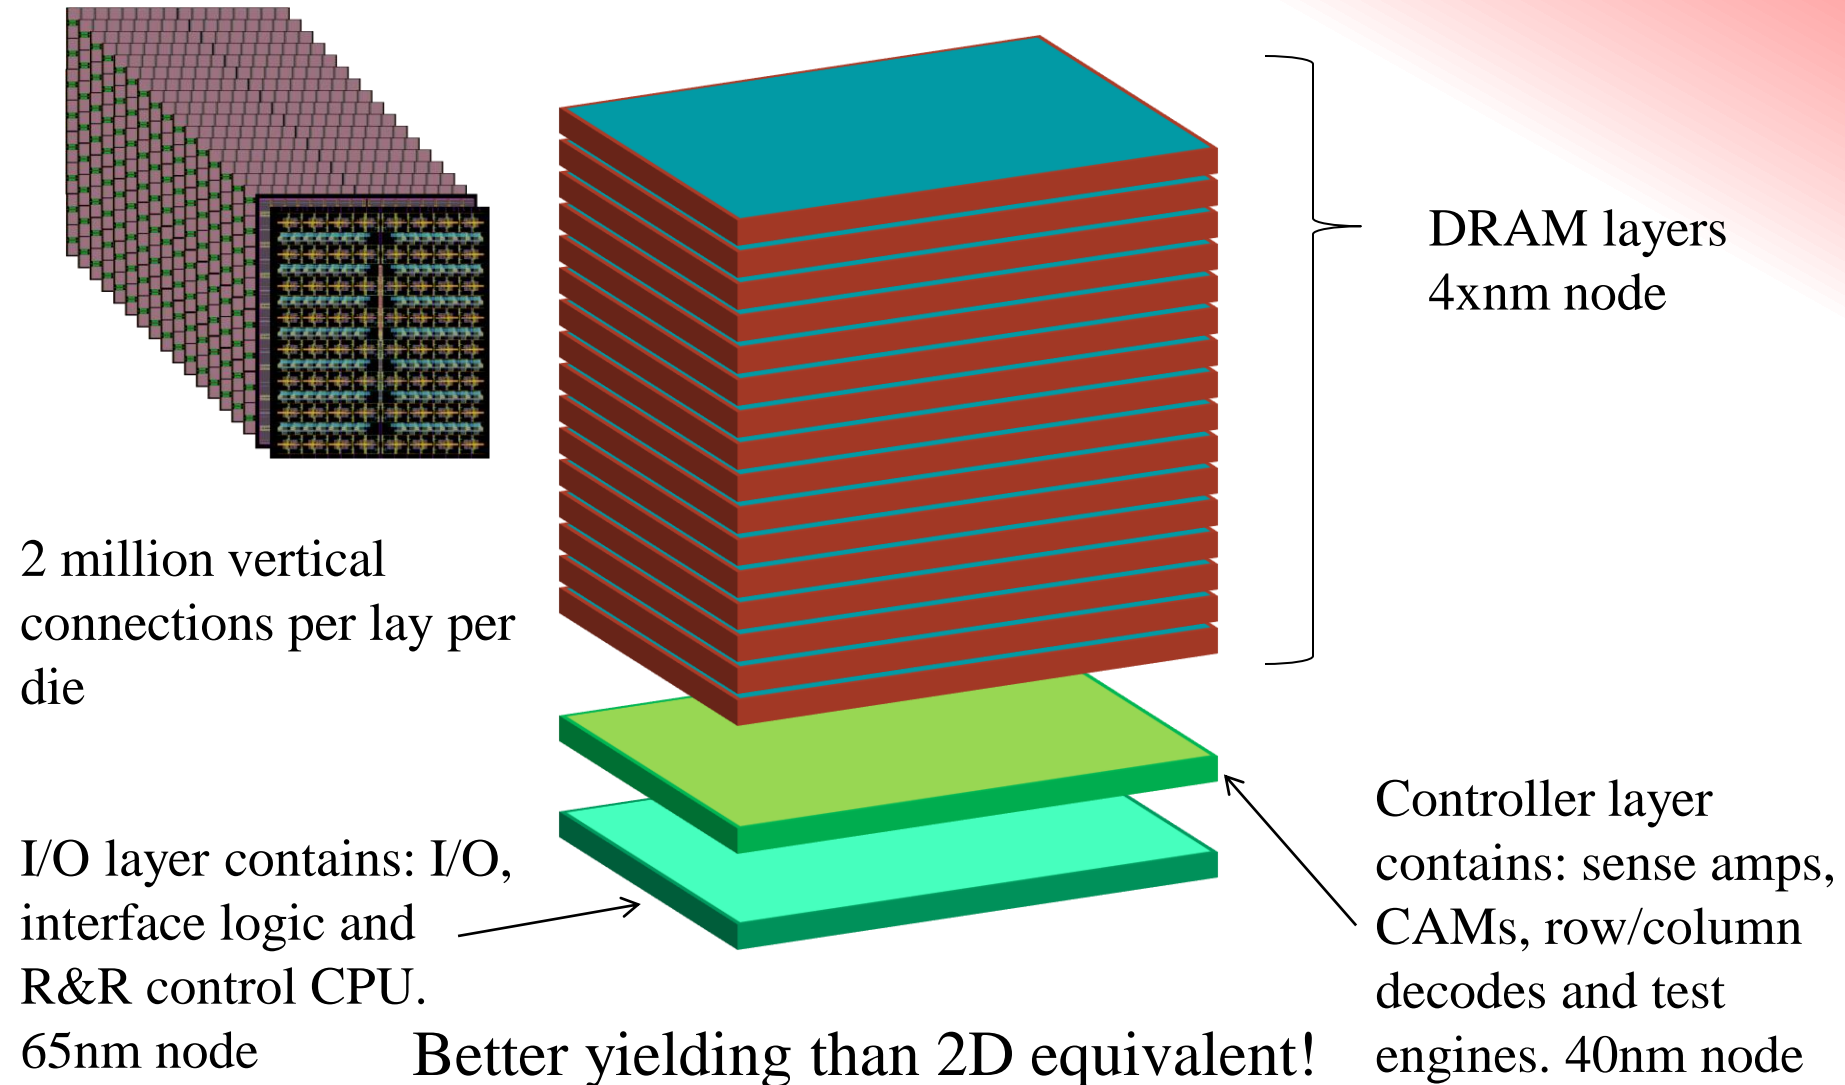 DRAM layers
4xnm node
2 million vertical
connections per lay per
die
I/O layer contains: I/O,
interface logic and
R&R control CPU.
65nm node
Controller layer
contains: sense amps,
CAMs, row/column
decodes and test
engines. 40nm node
Better yielding than 2D equivalent!